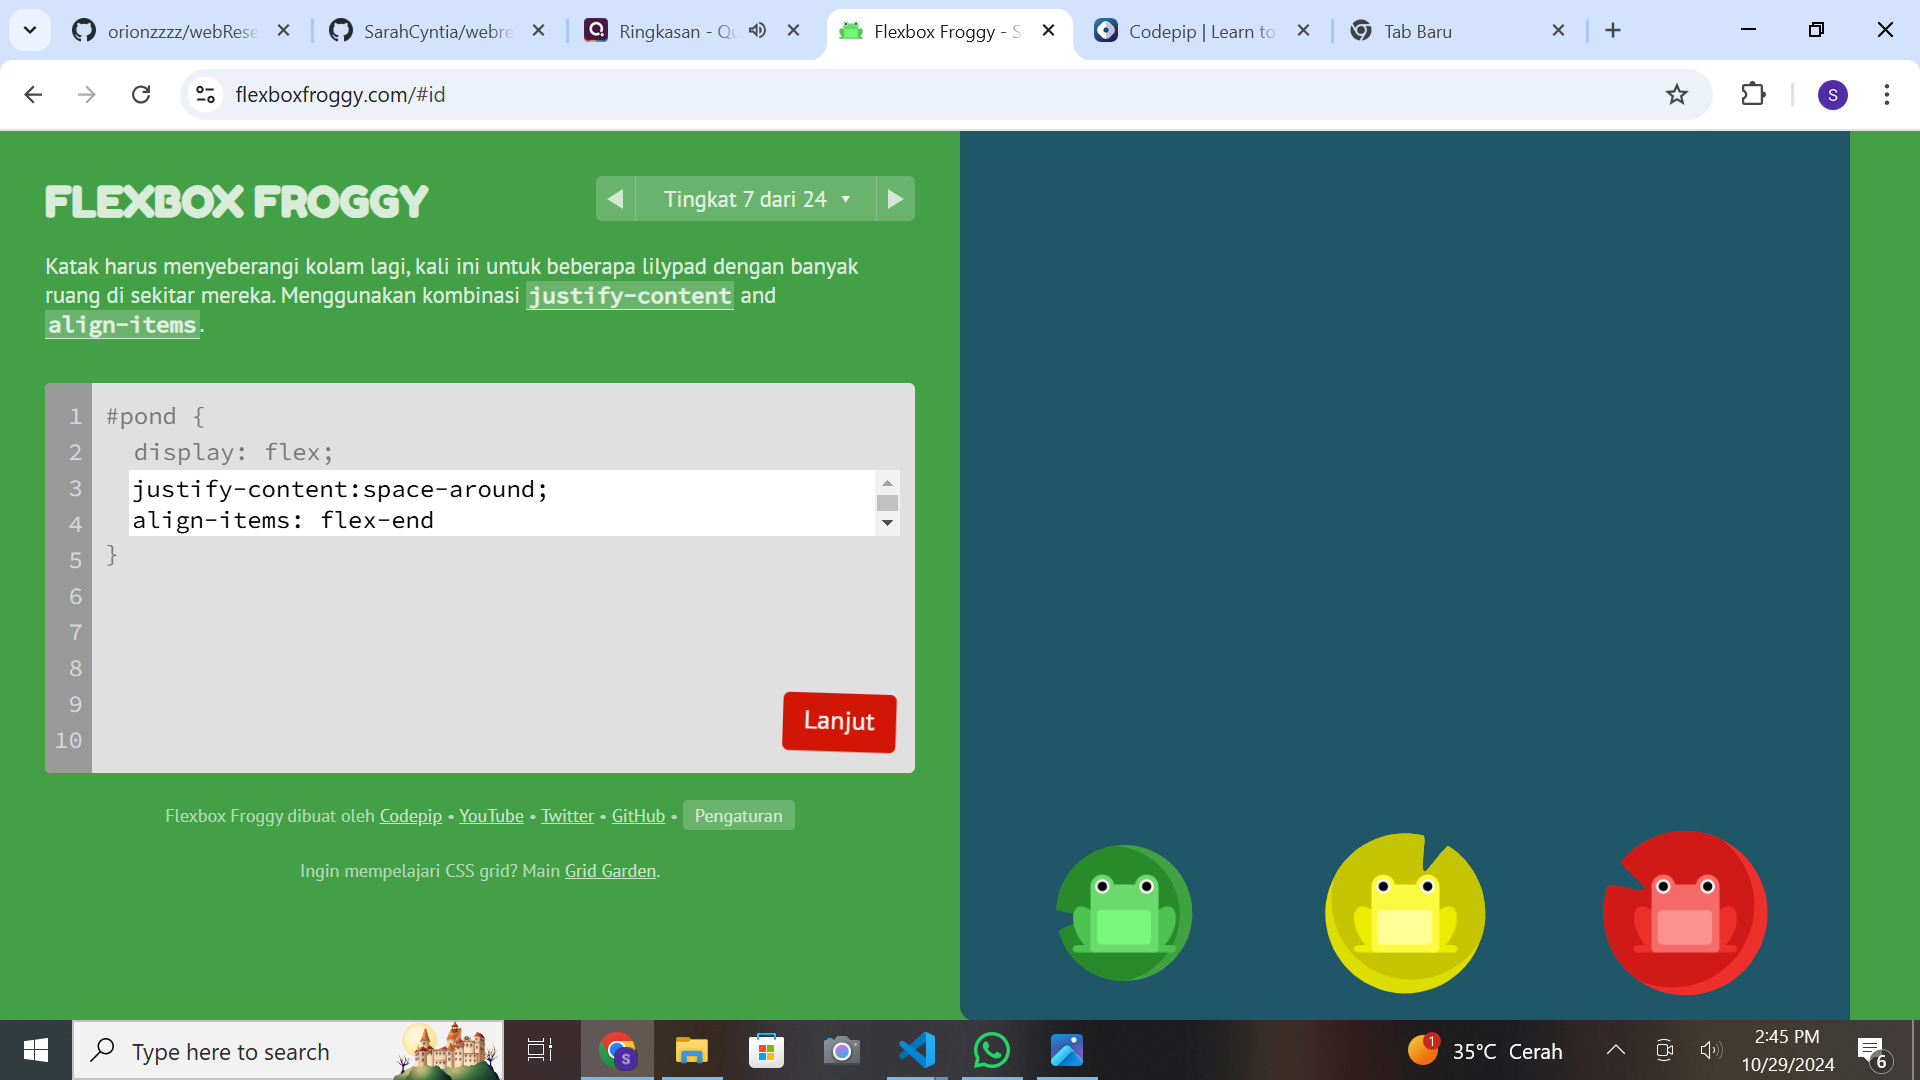 orionzzzz/webRese
SarahCyntia/webre
Ringkasan - Qu
Flexbox Froggy - S
Codepip | Learn to
Tab Baru
flexboxfroggy.com/#id
S
FLEXBOX FROGGY
Tingkat 7 dari 24
Katak harus menyeberangi kolam lagi, kali ini untuk beberapa lilypad dengan banyak
ruang di sekitar mereka. Menggunakan kombinasi justify-content and
align-items.
1 #pond {
2 display: flex;
3 justify-content:space-around;
4 align-items: flex-end
5 }
6
7
8
9
10
Lanjut
Flexbox Froggy dibuat oleh Codepip • YouTube • Twitter • GitHub • Pengaturan
Ingin mempelajari CSS grid? Main Grid Garden.
Type here to search
S
1
35°C Cerah
2:45 PM
10/29/2024
6